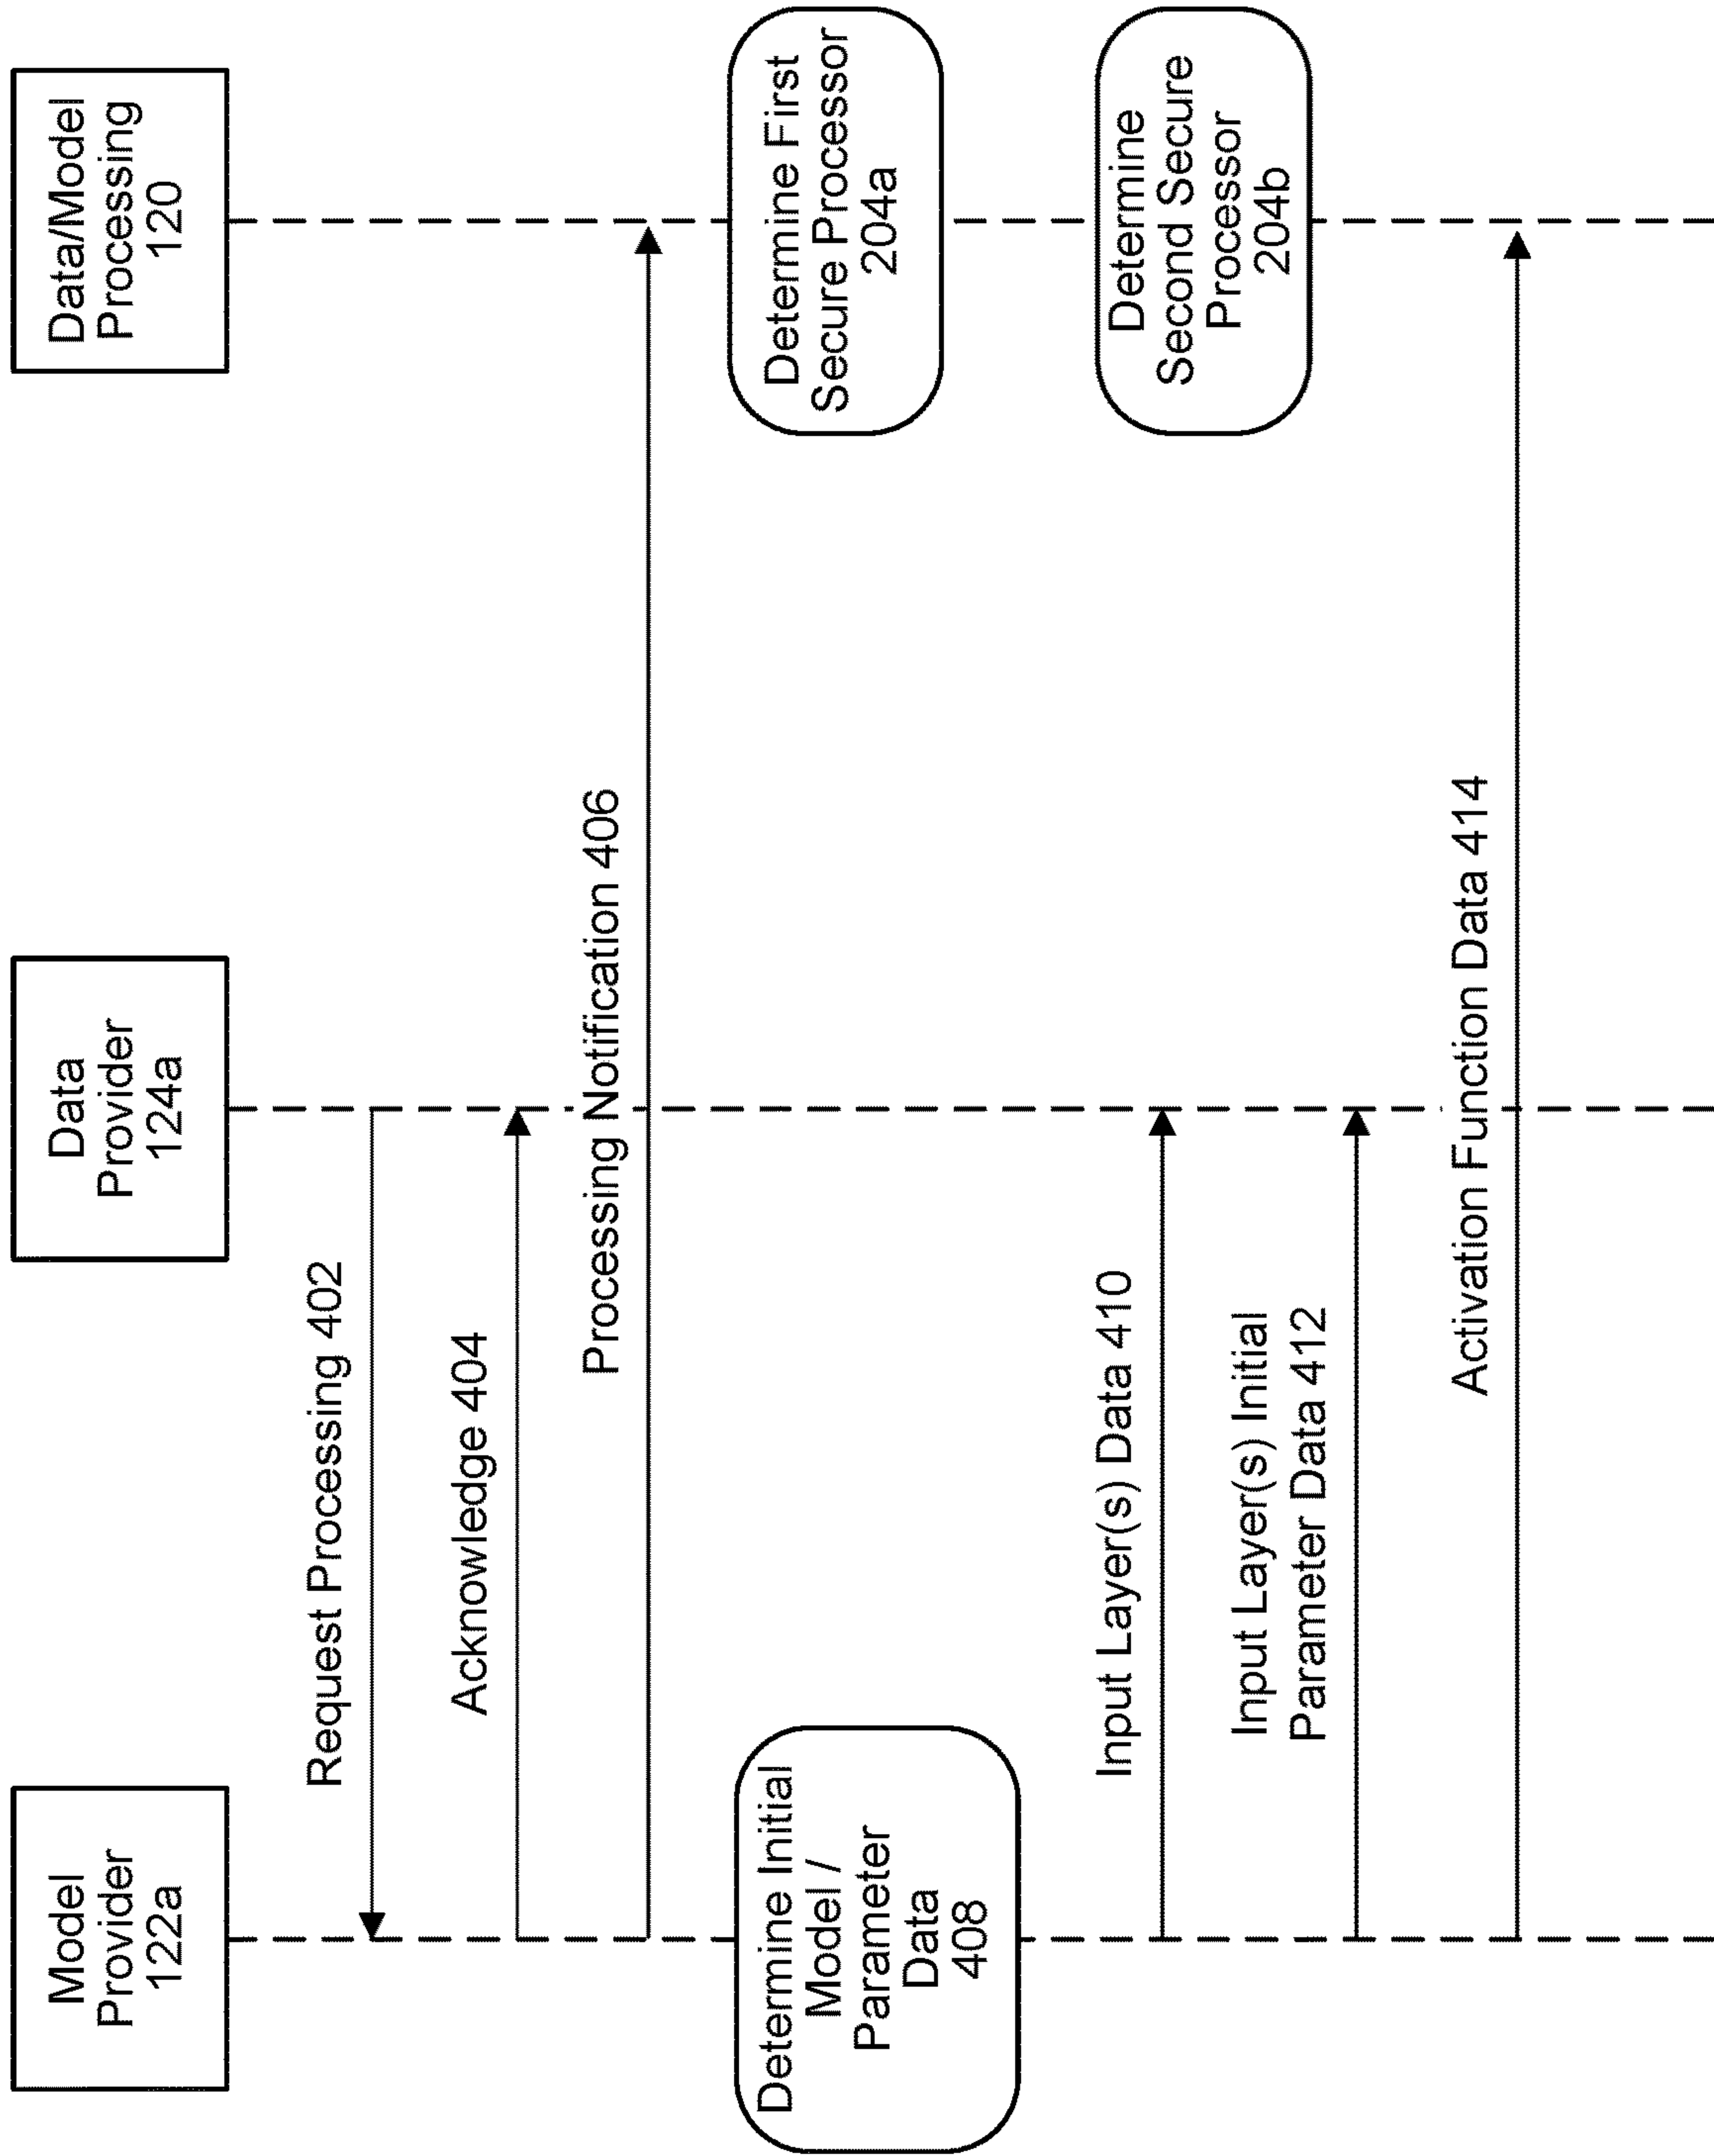 Model
Provider
122a
Data
Provider
124a
Data/Model
Processing
120
Request Processing 402
Acknowledge 404
Processing Notification 406
Determine Initial
Model /
Parameter
Data
408
Determine First
Secure Processor
204a
Determine
Second Secure
Processor
204b
Input Layer(s) Data 410
Input Layer(s) Initial
Parameter Data 412
Activation Function Data 414